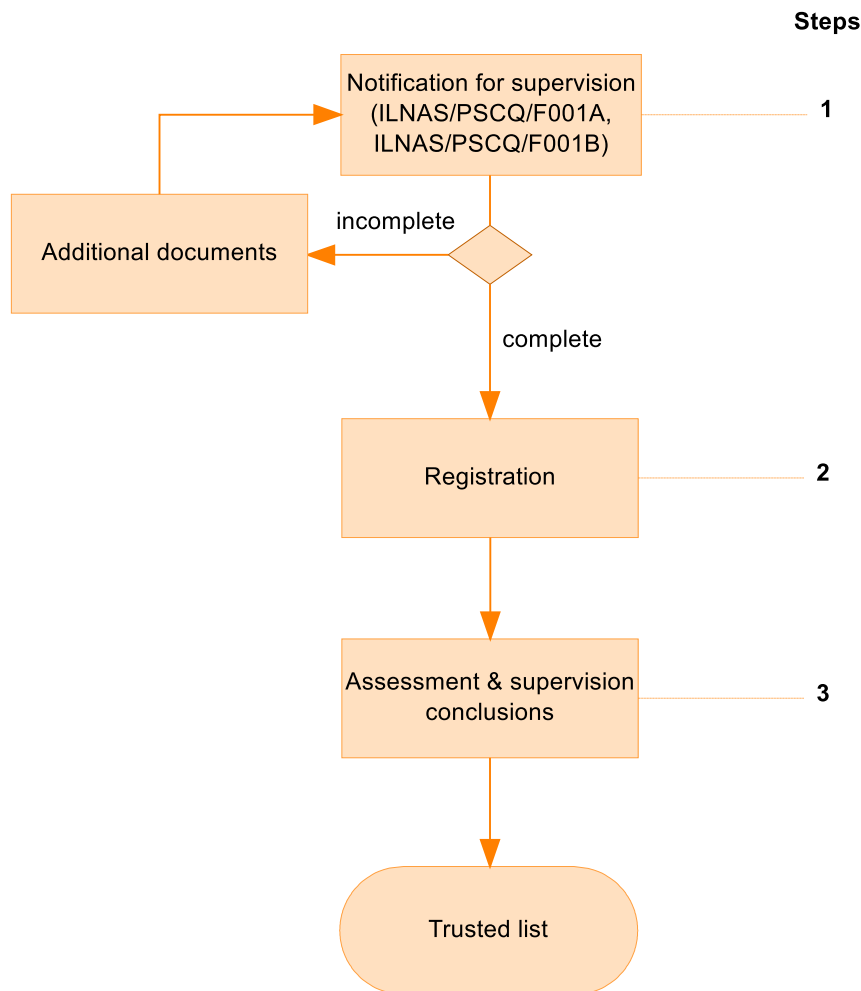 Steps
Notification for supervision
(ILNAS/PSCQ/F001A,
ILNAS/PSCQ/F001B)
1
incomplete
Additional documents
complete
Registration
2
Assessment & supervision
conclusions
3
Trusted list